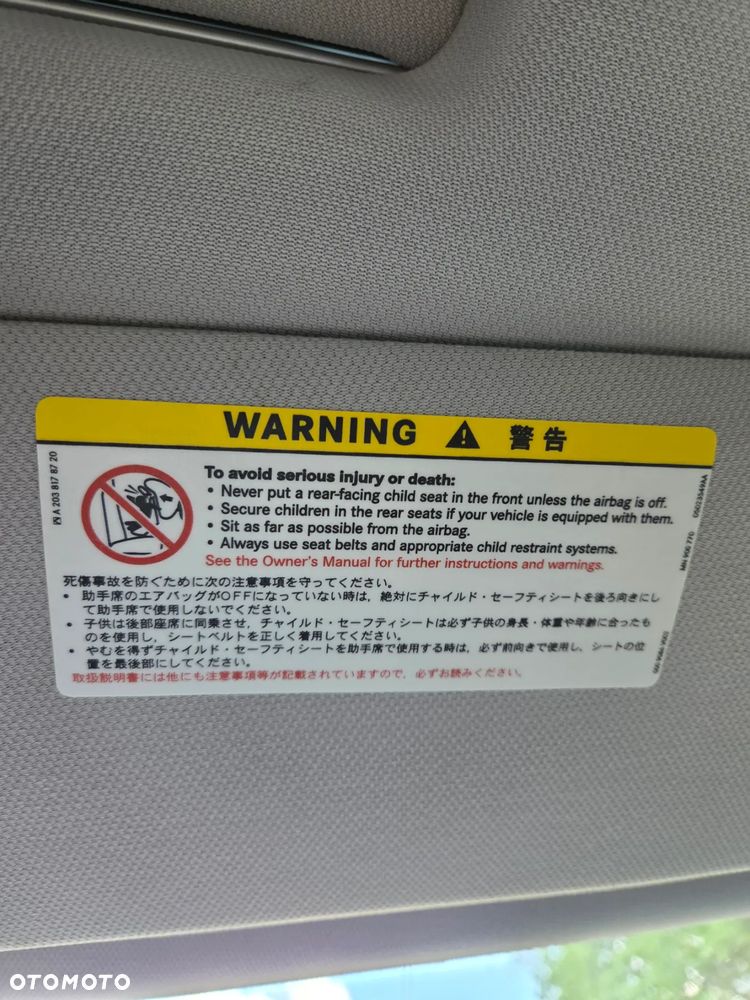 WARNING 警告
A 203 817 87 20
To avoid serious injury or death:
• Never put a rear-facing child seat in the front unless the airbag is off.
• Secure children in the rear seats if your vehicle is equipped with them.
• Sit as far as possible from the airbag.
• Always use seat belts and appropriate child restraint systems.
See the Owner's Manual for further instructions and warnings.
死傷事故を防ぐために次の注意事項を守ってください。
• 助手席のエアバッグがOFFになっていない時は，絶対にチャイルド・セーフティシートを後ろ向きにし
て助手席で使用しないでください。
• 子供は後部座席に同乗させ，チャイルド・セーフティシートは必ず子供の身長・体重や年齢に合ったも
のを使用し，シートベルトを正しく着用してください。
• やむを得ずチャイルド・セーフティシートを助手席で使用する時は，必ず前向きで使用し，シートの位
置を最後部にしてください。
取扱説明書には他にも注意事項等が記載されていますので，必ずお読みください。
05023549AA
MN 900 770
OTOMOTO